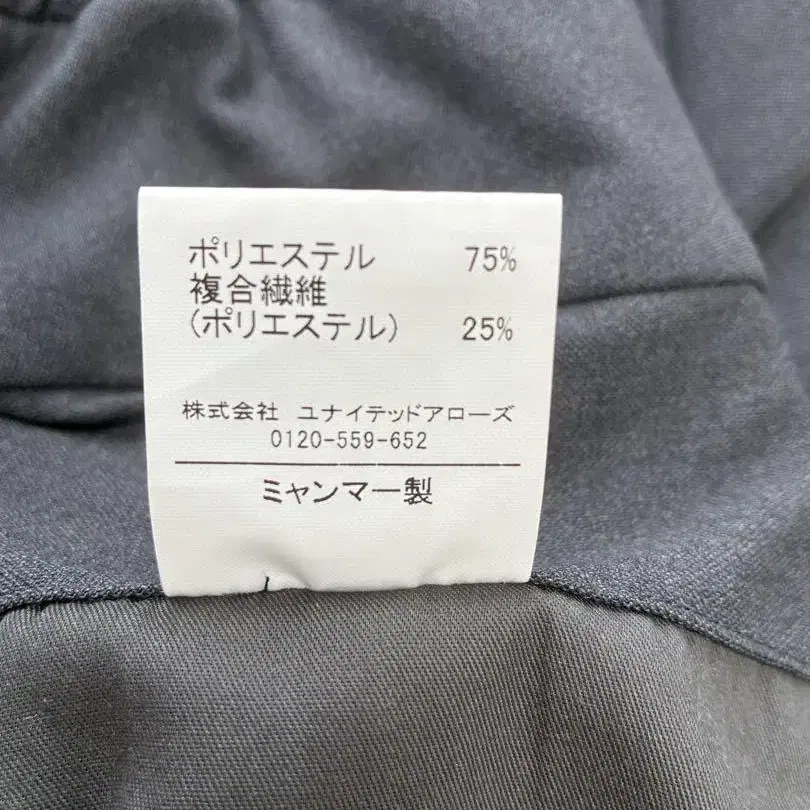 ポリエステル 75%
複合繊維
(ポリエステル) 25%
株式会社 ユナイテッドアローズ
0120-559-652
ミャンマー製